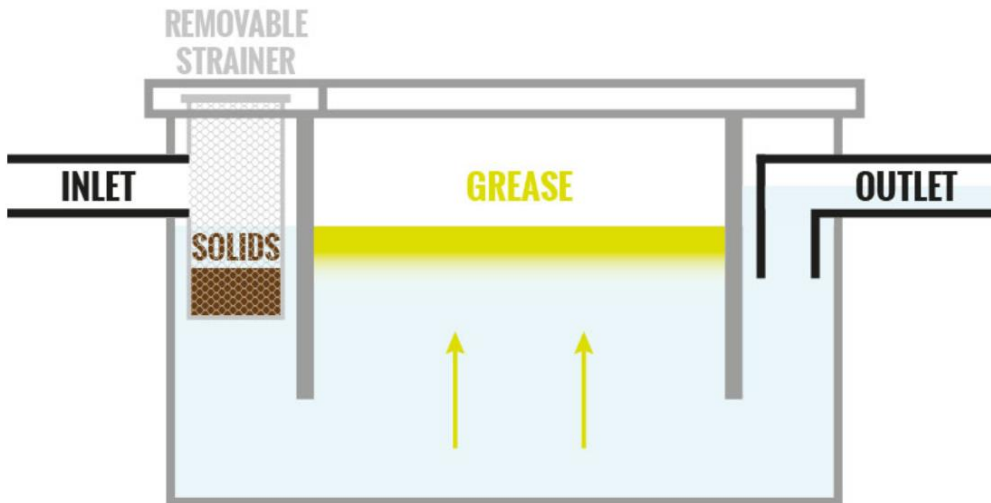 REMOVABLE
STRAINER
INLET
GREASE
OUTLET
SOLIDS